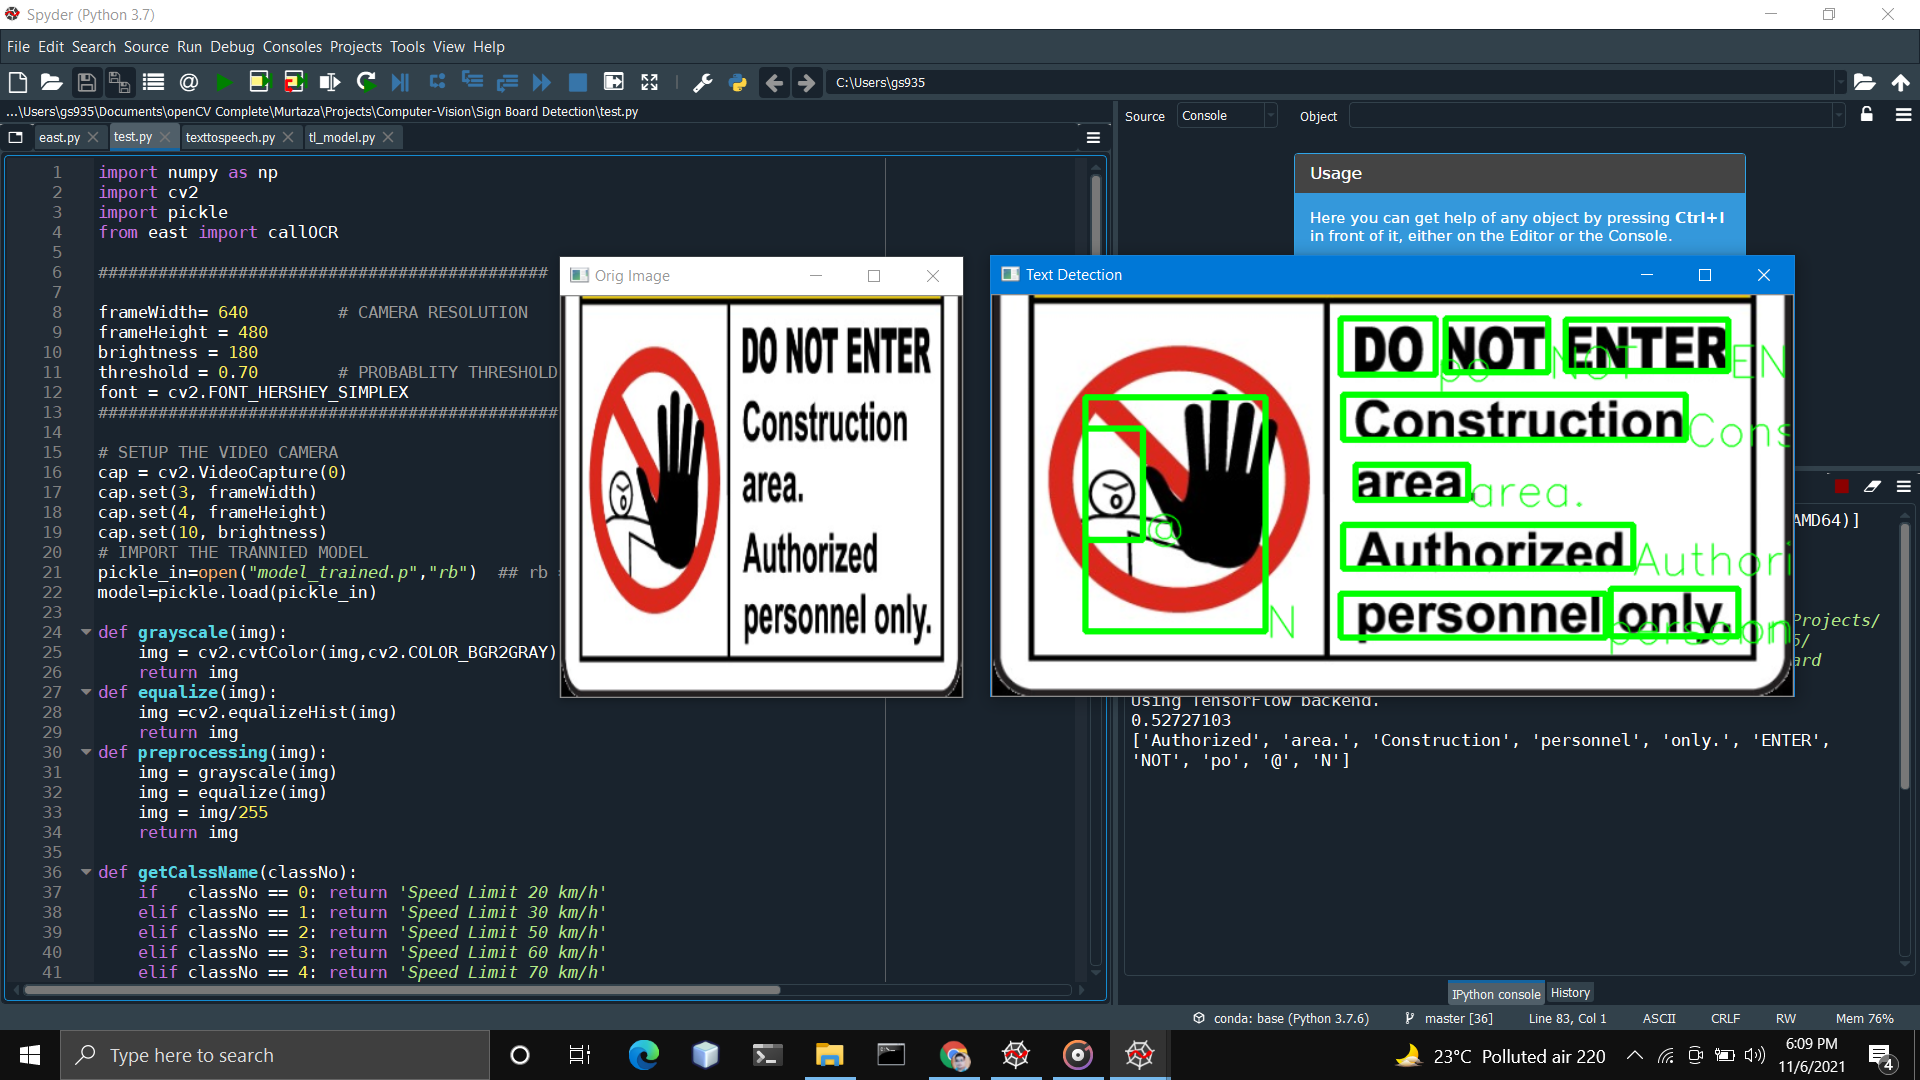 Spyder (Python 3.7)
File Edit Search Source Run Debug Consoles Projects Tools View Help
C:\Users\gs935
...\Users\gs935\Documents\openCV Complete\Murtaza\Projects\Computer-Vision\Sign Board Detection\test.py
east.py test.py texttospeech.py tl_model.py
1 import numpy as np
2 import cv2
3 import pickle
4 from east import callOCR
5
6 #############################################
7
8 frameWidth= 640 # CAMERA RESOLUTION
9 frameHeight = 480
10 brightness = 180
11 threshold = 0.70 # PROBABLITY THRESHOLD
12 font = cv2.FONT_HERSHEY_SIMPLEX
13 ##############################################
14
15 # SETUP THE VIDEO CAMERA
16 cap = cv2.VideoCapture(0)
17 cap.set(3, frameWidth)
18 cap.set(4, frameHeight)
19 cap.set(10, brightness)
20 # IMPORT THE TRANNIED MODEL
21 pickle_in=open("model_trained.p","rb") ## rb
22 model=pickle.load(pickle_in)
23
24 def grayscale(img):
25 img = cv2.cvtColor(img,cv2.COLOR_BGR2GRAY)
26 return img
27 def equalize(img):
28 img =cv2.equalizeHist(img)
29 return img
30 def preprocessing(img):
31 img = grayscale(img)
32 img = equalize(img)
33 img = img/255
34 return img
35
36 def getCalssName(classNo):
37 if classNo == 0: return 'Speed Limit 20 km/h'
38 elif classNo == 1: return 'Speed Limit 30 km/h'
39 elif classNo == 2: return 'Speed Limit 50 km/h'
40 elif classNo == 3: return 'Speed Limit 60 km/h'
41 elif classNo == 4: return 'Speed Limit 70 km/h'
Orig Image
DO NOT ENTER
Construction
area.
Authorized
personnel only.
Text Detection
DO NOT ENTER
po NOT EN
Construction Cons
area. area.
@
Authorized Authori
personnel only.
N
Source Console Object
Usage
Here you can get help of any object by pressing Ctrl+I
in front of it, either on the Editor or the Console.
AMD64)]
Projects/
ard
Using TensorFlow backend.
0.52727103
['Authorized', 'area.', 'Construction', 'personnel', 'only.', 'ENTER',
'NOT', 'po', '@', 'N']
IPython console History
conda: base (Python 3.7.6) master [36] Line 83, Col 1 ASCII CRLF RW Mem 76%
Type here to search
23°C Polluted air 220
6:09 PM
11/6/2021
4